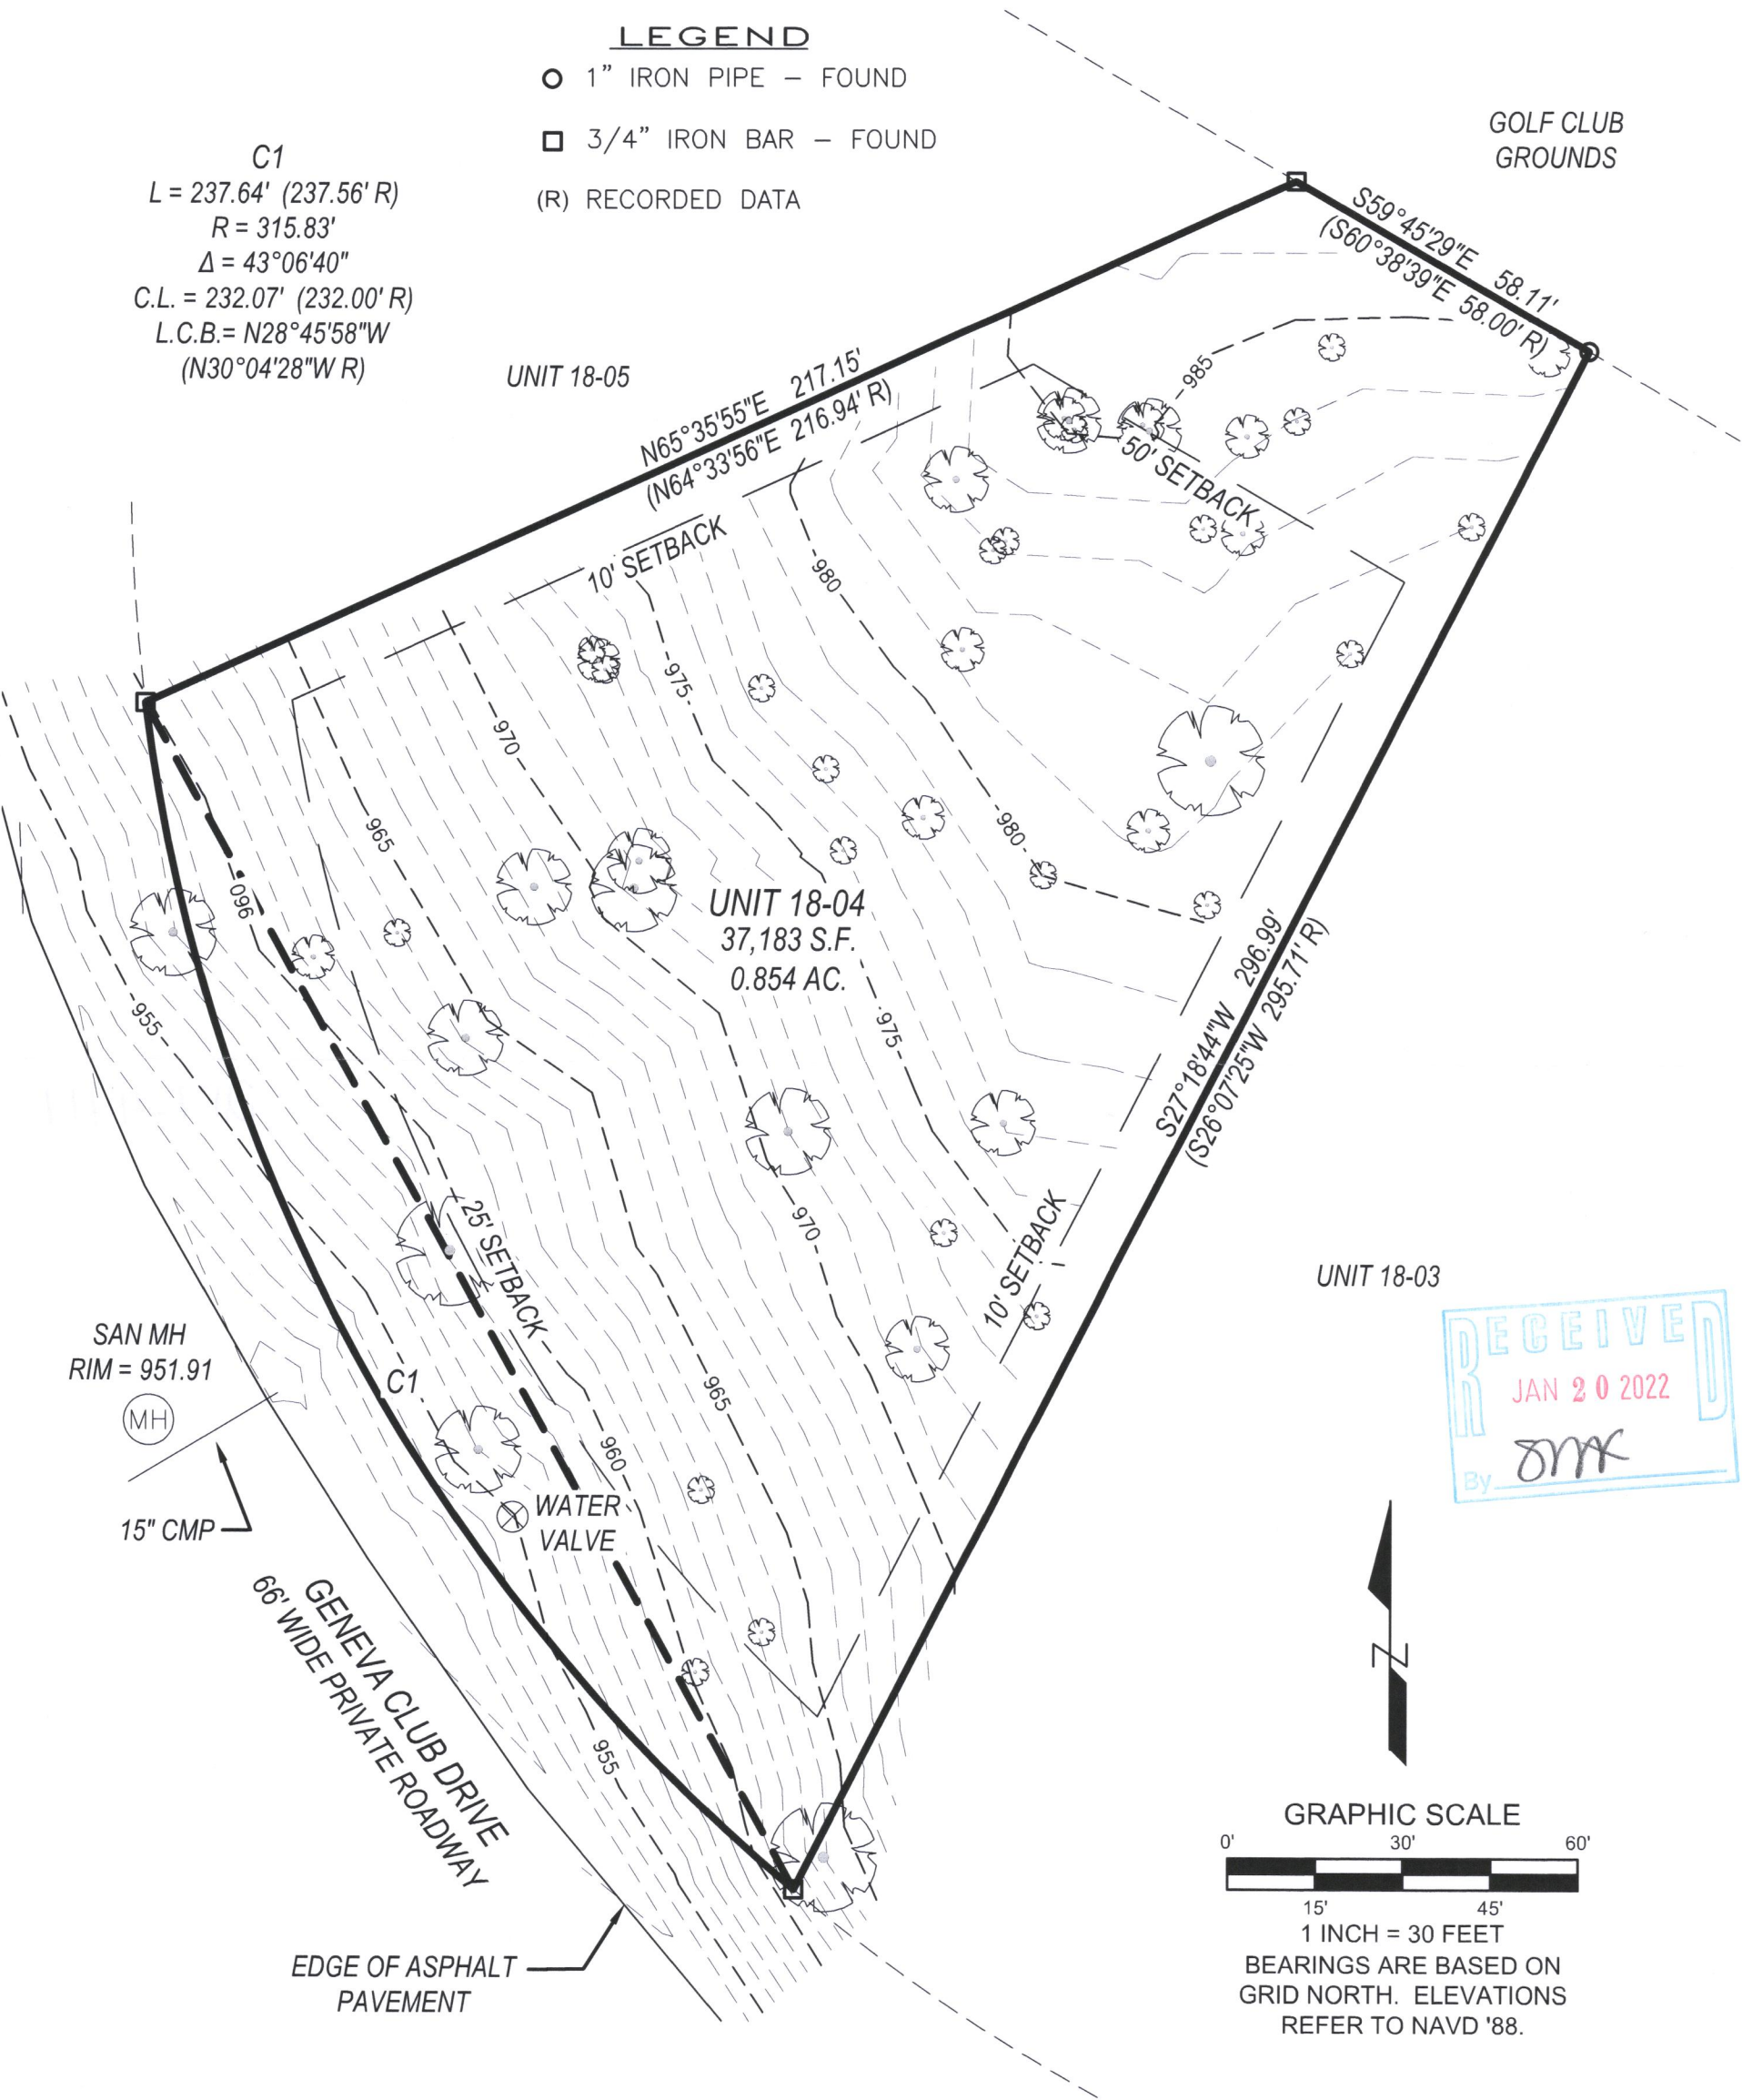 LEGEND
1" IRON PIPE – FOUND
3/4" IRON BAR – FOUND
(R) RECORDED DATA
C1
L = 237.64' (237.56' R)
R = 315.83'
Δ = 43°06'40"
C.L. = 232.07' (232.00' R)
L.C.B.= N28°45'58"W
(N30°04'28"W R)
GOLF CLUB
GROUNDS
S59°45'29"E 58.11'
(S60°38'39"E 58.00' R)
UNIT 18-05
N65°35'55"E 217.15'
(N64°33'56"E 216.94' R)
985
50' SETBACK
10' SETBACK
980
975
970
965
980
960
UNIT 18-04
37,183 S.F.
0.854 AC.
955
975
S27°18'44"W 296.99'
(S26°07'25"W 295.71' R)
970
25' SETBACK
10' SETBACK
UNIT 18-03
SAN MH
RIM = 951.91
MH
C1
965
960
RECEIVED
JAN 20 2022
By
15" CMP
WATER
VALVE
GENEVA CLUB DRIVE
66' WIDE PRIVATE ROADWAY
955
N
EDGE OF ASPHALT
PAVEMENT
GRAPHIC SCALE
0' 30' 60'
15' 45'
1 INCH = 30 FEET
BEARINGS ARE BASED ON
GRID NORTH. ELEVATIONS
REFER TO NAVD '88.